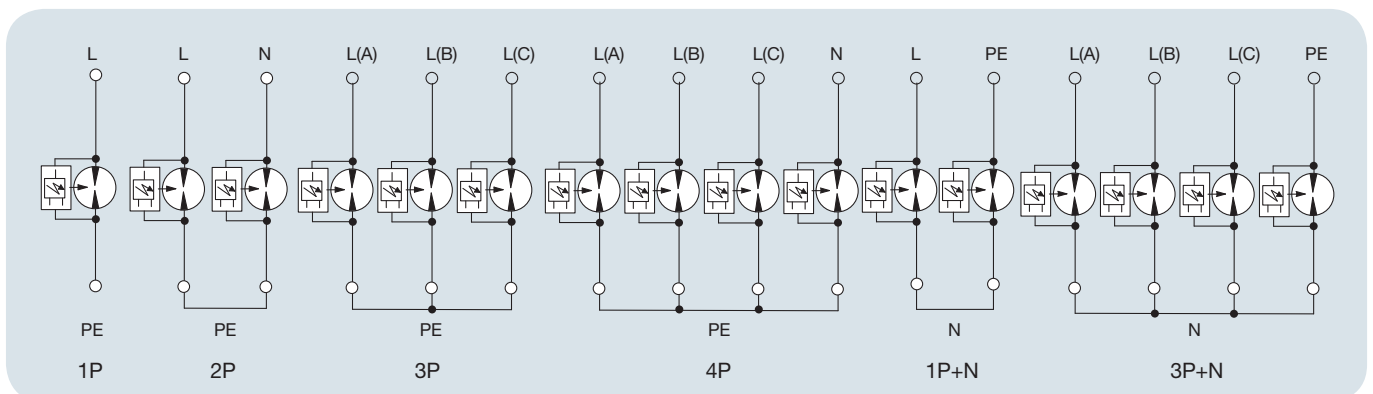 L L N L(A) L(B) L(C) L(A) L(B) L(C) N L PE L(A) L(B) L(C) PE
PE PE PE PE N N
1P 2P 3P 4P 1P+N 3P+N